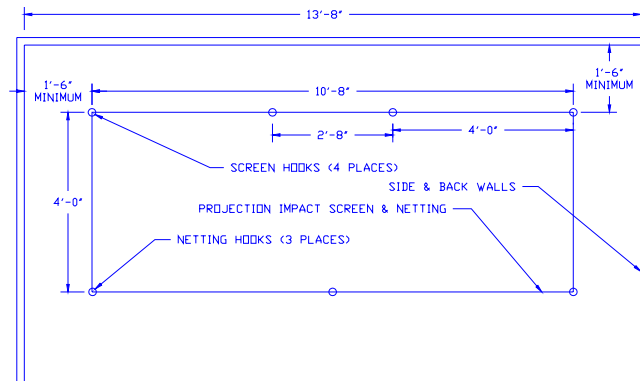 13'-8"
1'-6"
MINIMUM
10'-8"
1'-6"
MINIMUM
2'-8"
4'-0"
SCREEN HOOKS (4 PLACES)
SIDE & BACK WALLS
4'-0"
PROJECTION IMPACT SCREEN & NETTING
NETTING HOOKS (3 PLACES)